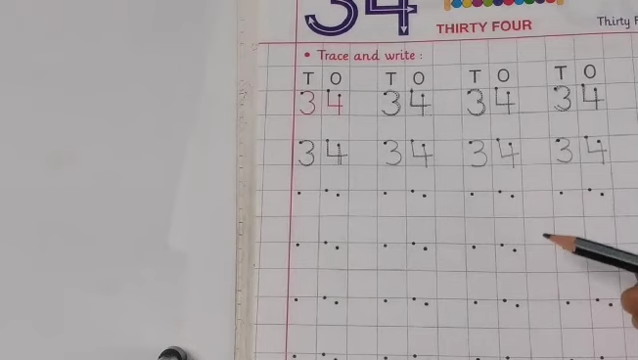 34
THIRTY FOUR
Thirty
• Trace and write :
T O T O T O T O
34 34 34 34
34 34 34 34